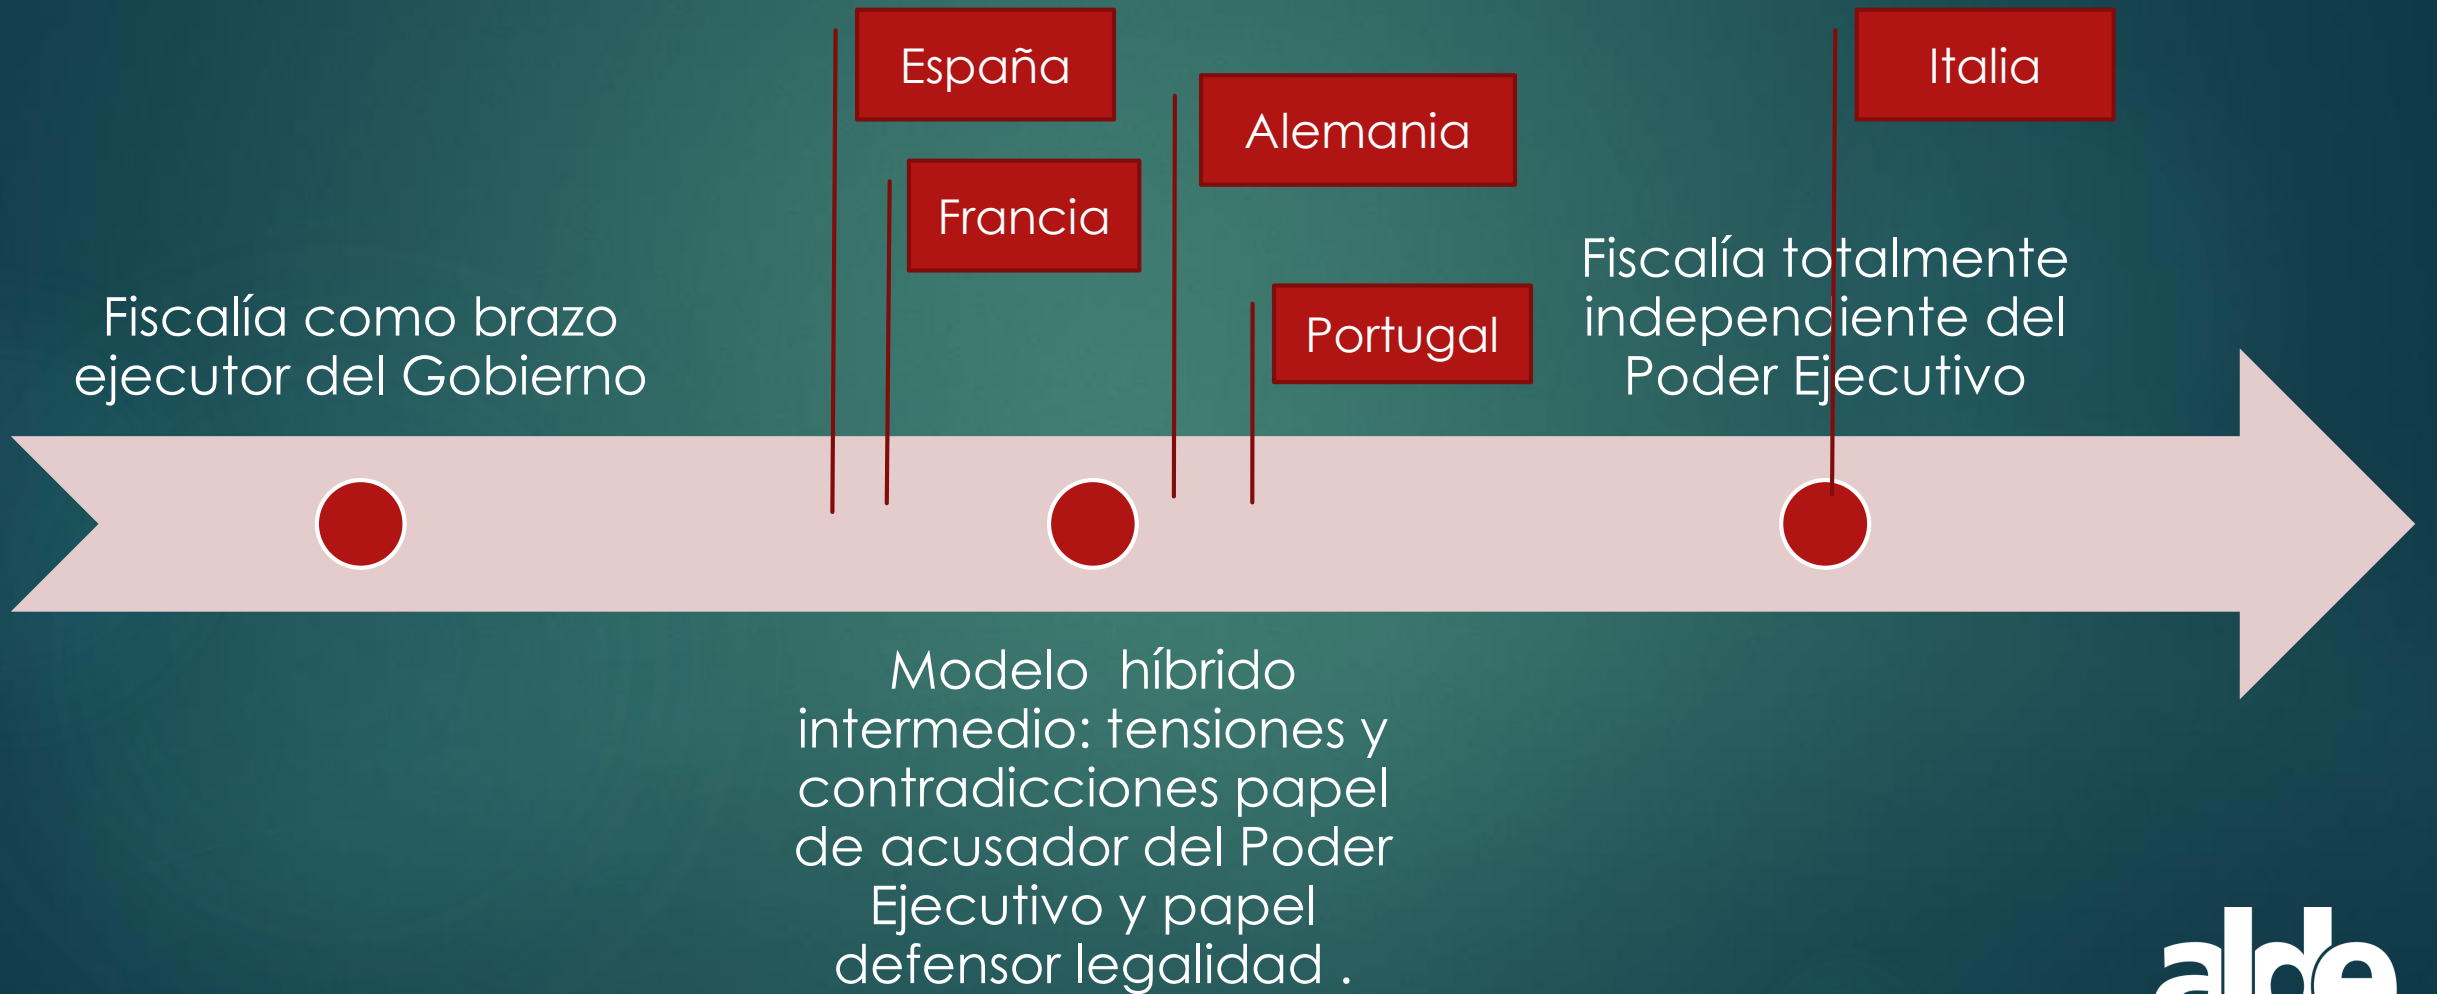 España
Italia
Alemania
Francia
Fiscalía como brazo
ejecutor del Gobierno
Portugal
Fiscalía totalmente
independiente del
Poder Ejecutivo
Modelo híbrido
intermedio: tensiones y
contradicciones papel
de acusador del Poder
Ejecutivo y papel
defensor legalidad .
alde